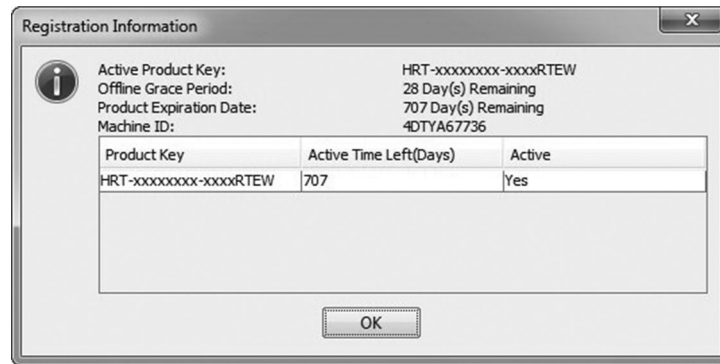 Registration Information
Active Product Key: HRT-xxxxxxxx-xxxxRTEW
Offline Grace Period: 28 Day(s) Remaining
Product Expiration Date: 707 Day(s) Remaining
Machine ID: 4DTYA67736
Product Key Active Time Left(Days) Active
HRT-xxxxxxxx-xxxxRTEW 707 Yes
OK